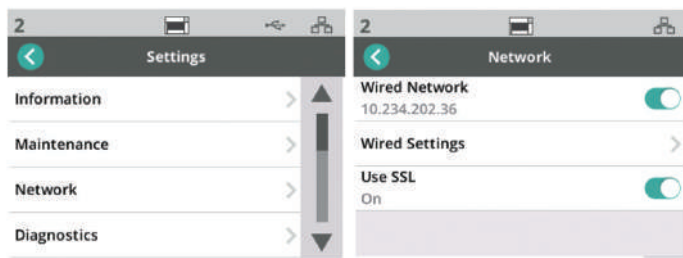 2
Settings
Information
Maintenance
Network
Diagnostics
2
Network
Wired Network
10.234.202.36
Wired Settings
Use SSL
On